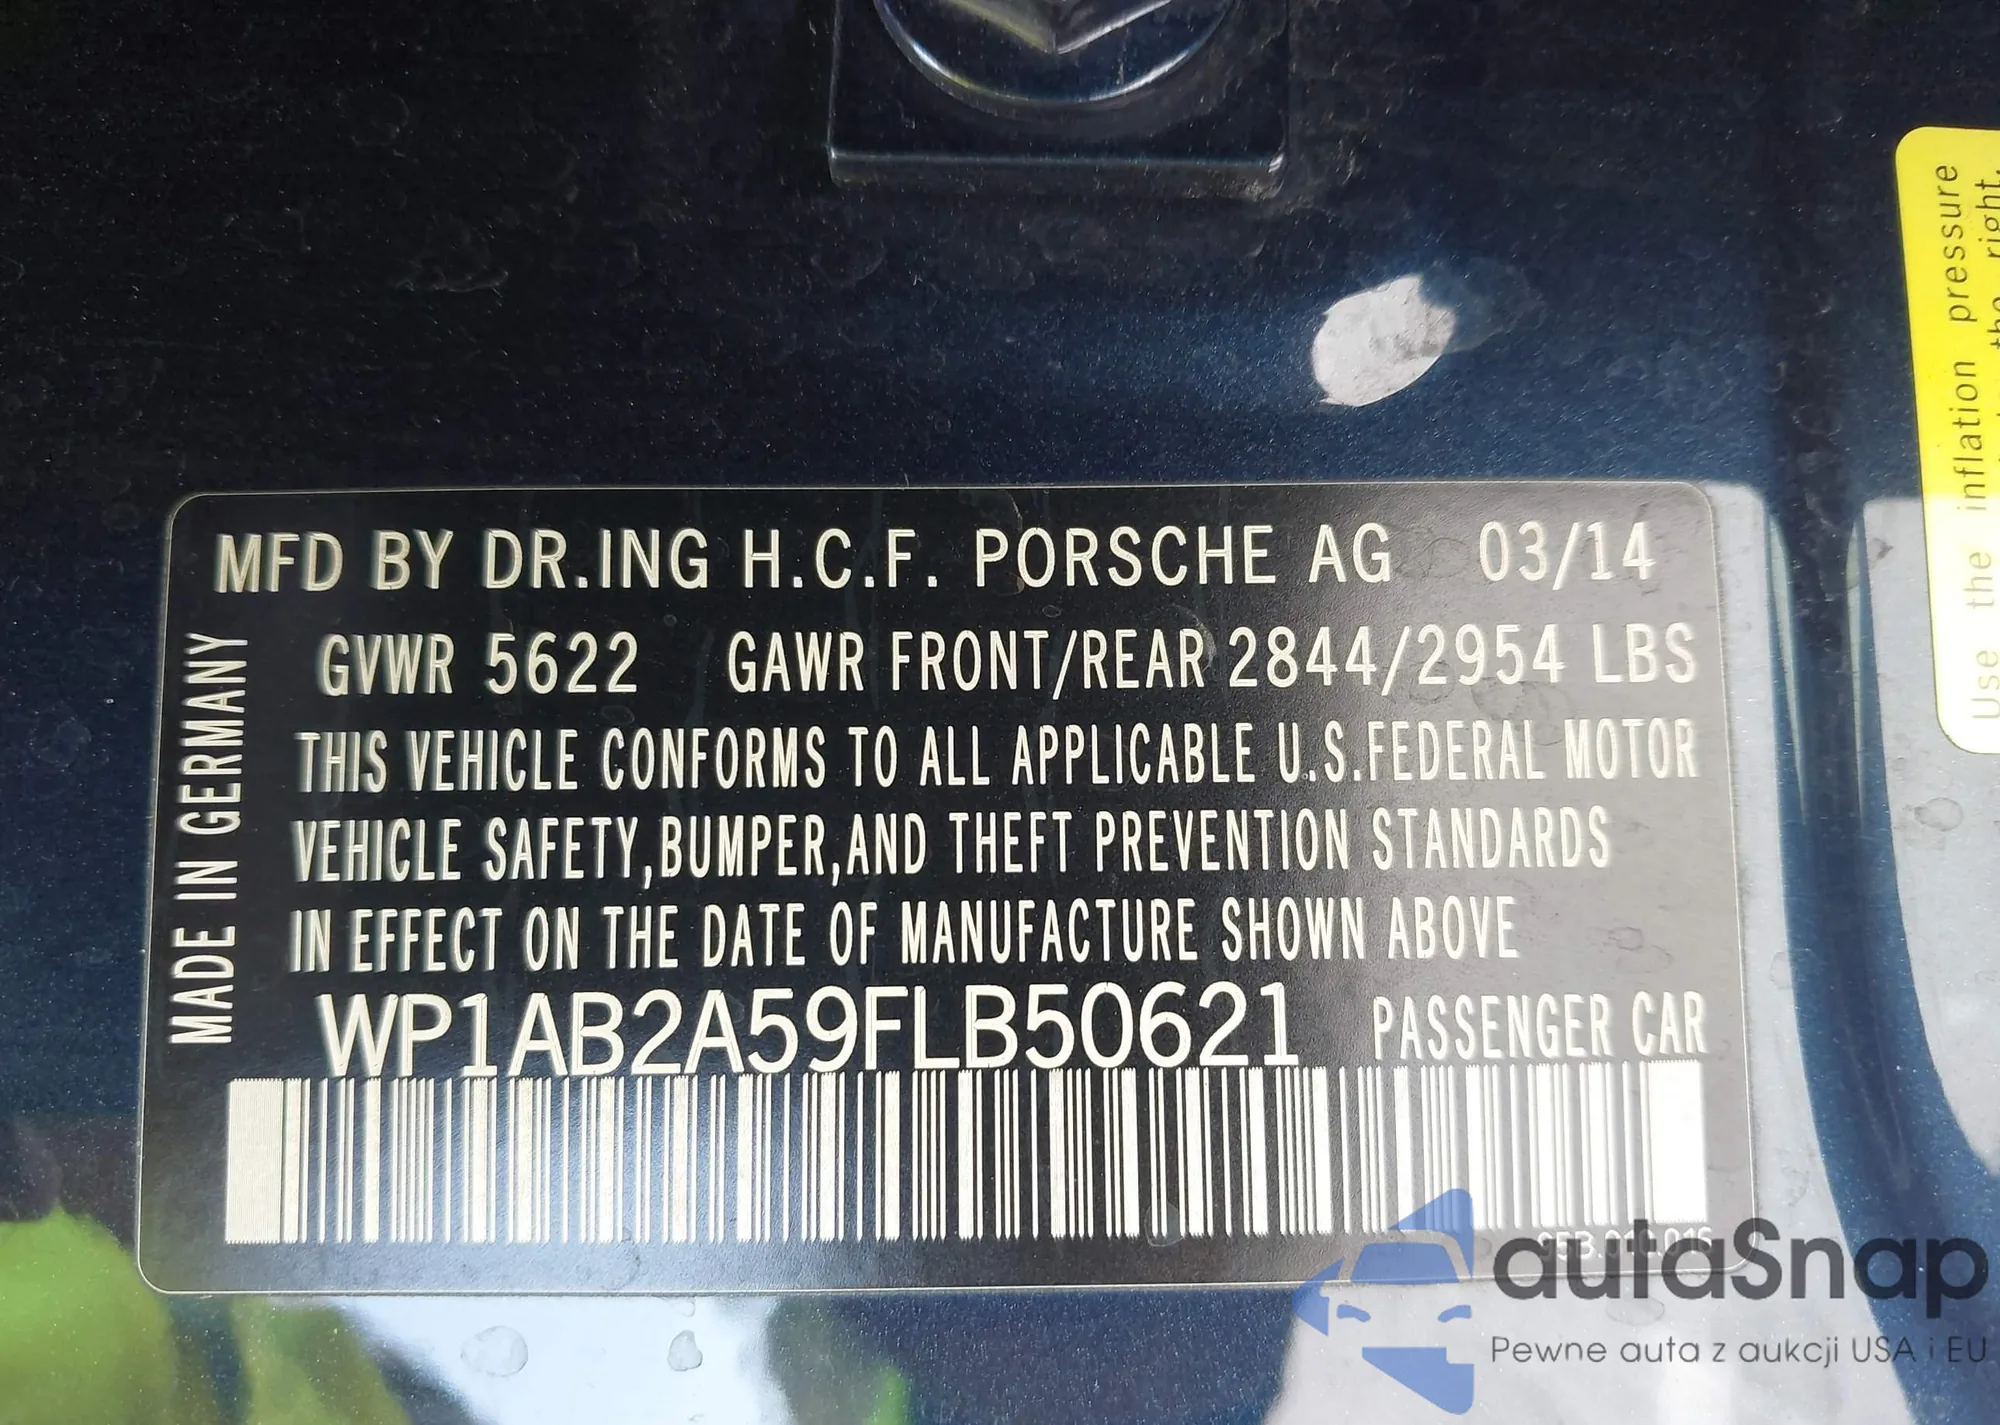 MFD BY DR.ING H.C.F. PORSCHE AG 03/14
GVWR 5622 GAWR FRONT/REAR 2844/2954 LBS
THIS VEHICLE CONFORMS TO ALL APPLICABLE U.S.FEDERAL MOTOR
VEHICLE SAFETY,BUMPER,AND THEFT PREVENTION STANDARDS
IN EFFECT ON THE DATE OF MANUFACTURE SHOWN ABOVE
WP1AB2A59FLB50621 PASSENGER CAR
MADE IN GERMANY
Use the inflation pressure
the right.
autaSnap
Pewne auta z aukcji USA i EU